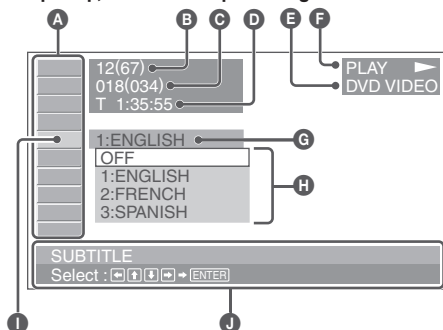 A B C D E F
12(67)
018(034)
T 1:35:55
PLAY
DVD VIDEO
1:ENGLISH G
OFF
1:ENGLISH
2:FRENCH
3:SPANISH
H
SUBTITLE
Select : ← ↑ ↓ → → ENTER
I J